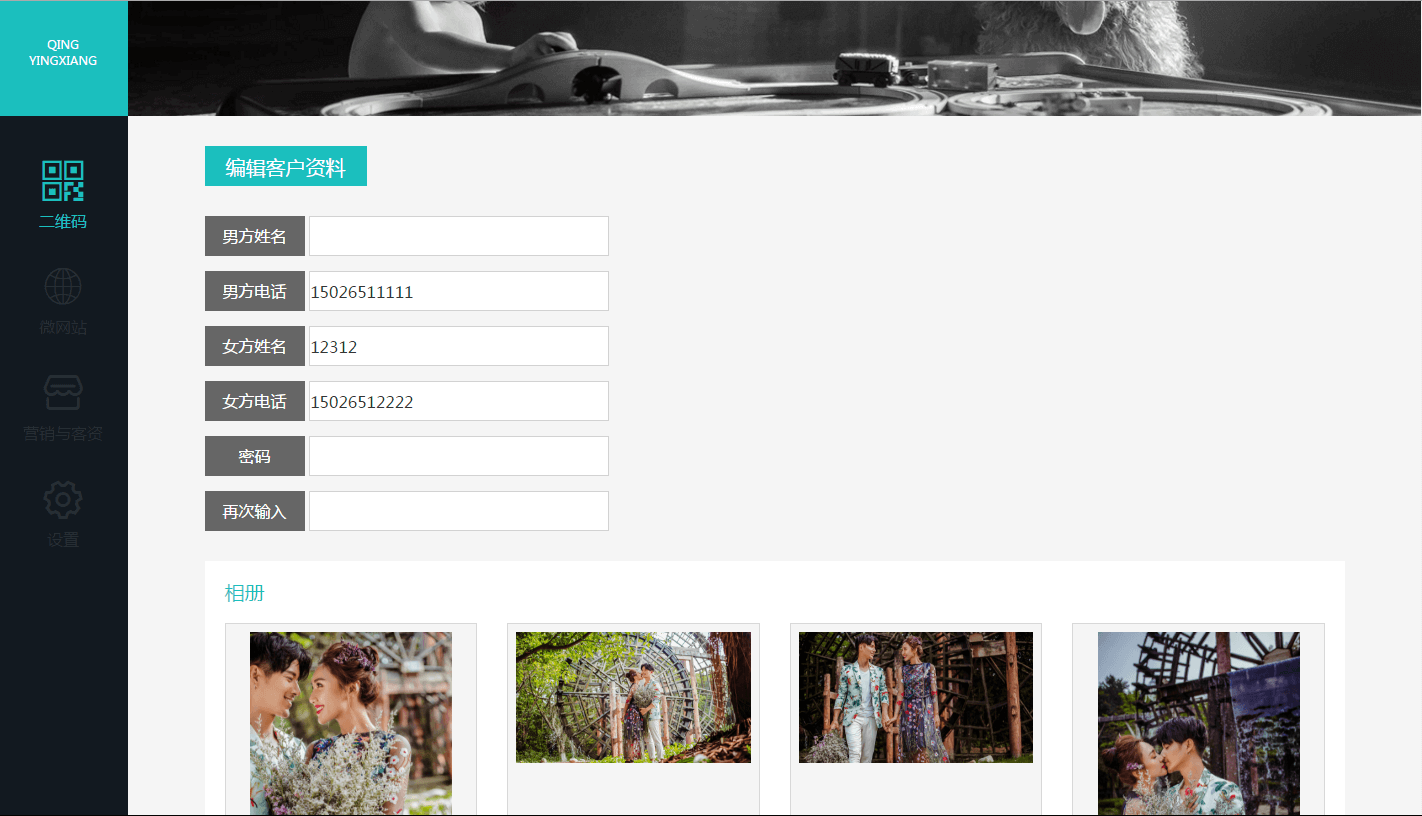 QING
YINGXIANG
二维码
微网站
营销与客资
设置
编辑客户资料
男方姓名
男方电话 15026511111
女方姓名 12312
女方电话 15026512222
密码
再次输入
相册